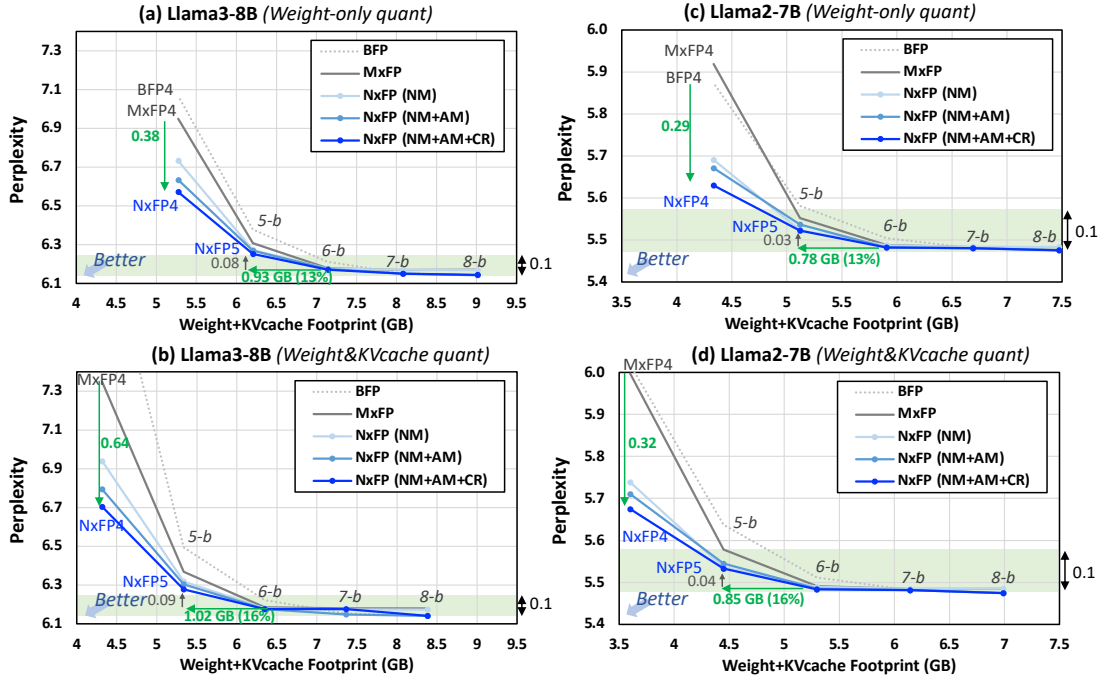 (a) Llama3-8B (Weight-only quant)
Perplexity
7.3
7.1
6.9
6.7
6.5
6.3
6.1
BFP
MxFP
NxFP (NM)
NxFP (NM+AM)
NxFP (NM+AM+CR)
BFP4
MxFP4
0.38
NxFP4
5-b
6-b
7-b
8-b
NxFP5
0.08
0.93 GB (13%)
Better
0.1
4 4.5 5 5.5 6 6.5 7 7.5 8 8.5 9 9.5
Weight+KVcache Footprint (GB)
(c) Llama2-7B (Weight-only quant)
Perplexity
6.0
5.9
5.8
5.7
5.6
5.5
5.4
BFP
MxFP
NxFP (NM)
NxFP (NM+AM)
NxFP (NM+AM+CR)
MxFP4
BFP4
0.29
NxFP4
5-b
6-b
7-b
8-b
NxFP5
0.03
0.78 GB (13%)
Better
0.1
3.5 4 4.5 5 5.5 6 6.5 7 7.5
Weight+KVcache Footprint (GB)
(b) Llama3-8B (Weight&KVcache quant)
Perplexity
7.3
7.1
6.9
6.7
6.5
6.3
6.1
BFP
MxFP
NxFP (NM)
NxFP (NM+AM)
NxFP (NM+AM+CR)
MxFP4
0.64
NxFP4
5-b
6-b
7-b
8-b
NxFP5
0.09
1.02 GB (16%)
Better
0.1
4 4.5 5 5.5 6 6.5 7 7.5 8 8.5 9 9.5
Weight+KVcache Footprint (GB)
(d) Llama2-7B (Weight&KVcache quant)
Perplexity
6.0
5.9
5.8
5.7
5.6
5.5
5.4
BFP
MxFP
NxFP (NM)
NxFP (NM+AM)
NxFP (NM+AM+CR)
MxFP4
0.32
NxFP4
5-b
6-b
7-b
8-b
NxFP5
0.04
0.85 GB (16%)
Better
0.1
3.5 4 4.5 5 5.5 6 6.5 7 7.5
Weight+KVcache Footprint (GB)